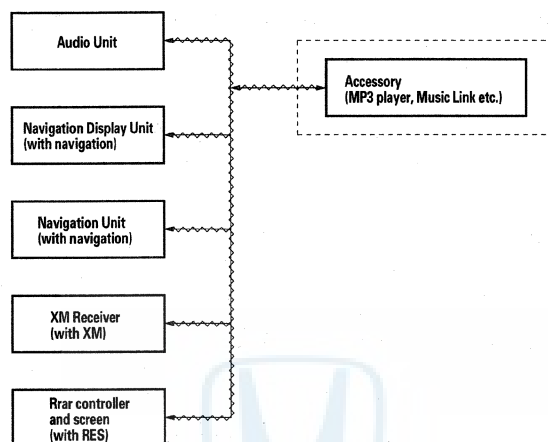 Audio Unit
Accessory
(MP3 player, Music Link etc.)
Navigation Display Unit
(with navigation)
Navigation Unit
(with navigation)
XM Receiver
(with XM)
Rrar controller
and screen
(with RES)